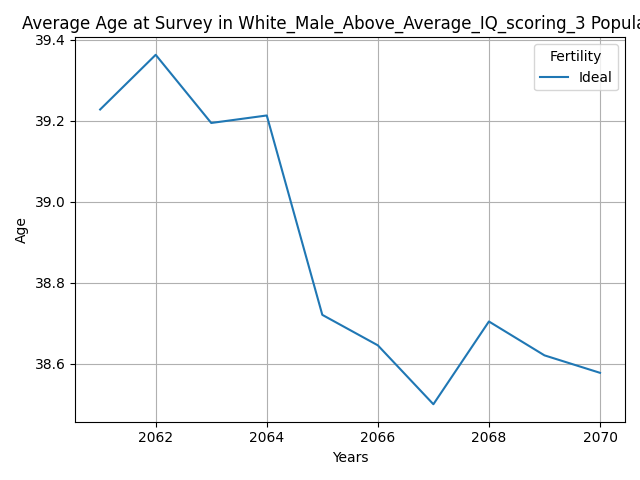 Average Age at Survey in White_Male_Above_Average_IQ_scoring_3 Popula
39.4
39.2
39.0
38.8
38.6
Age
Fertility
Ideal
2062 2064 2066 2068 2070
Years